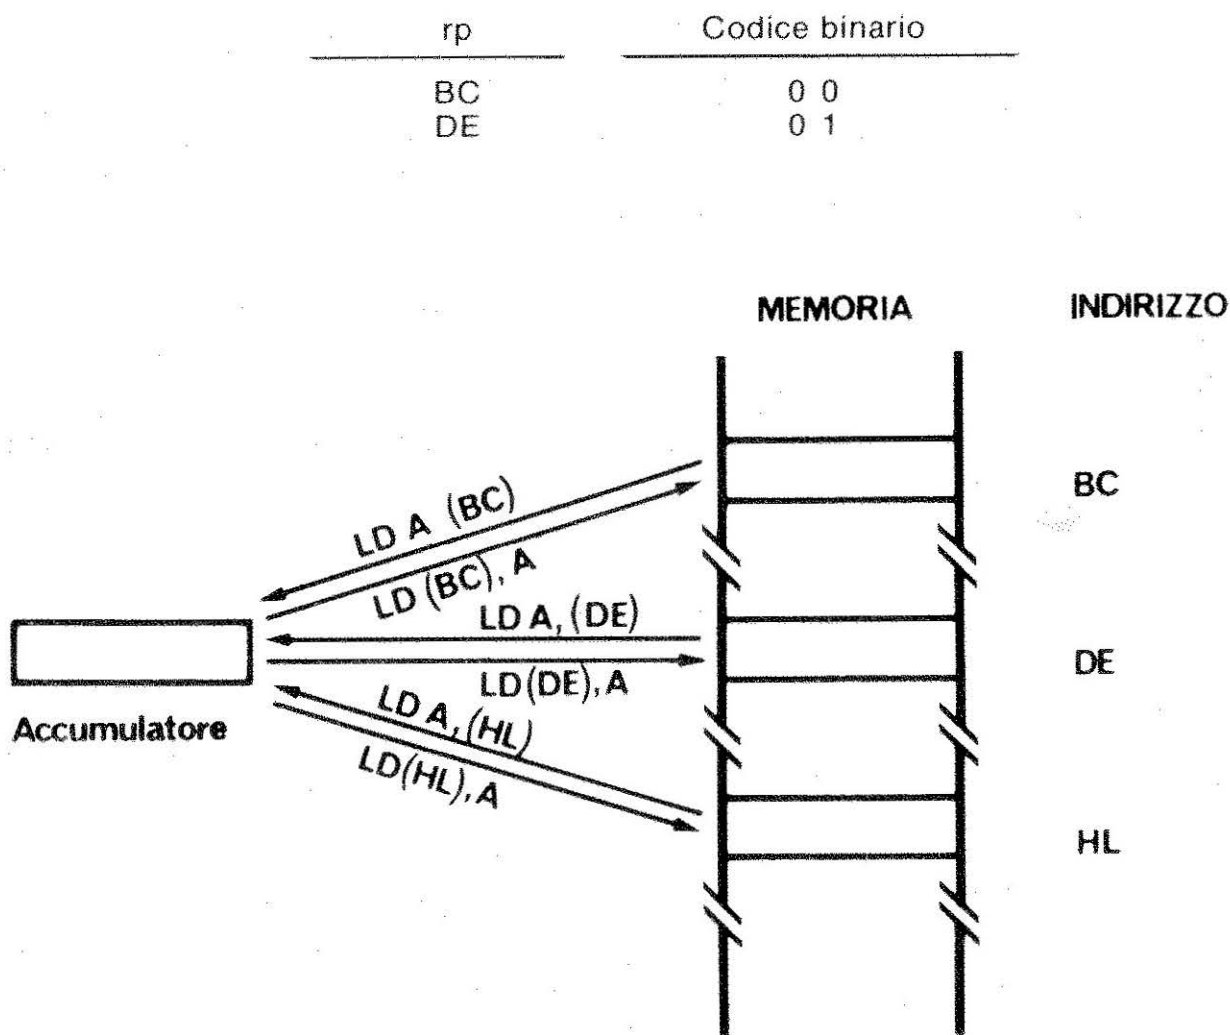 rp Codice binario
BC 0 0
DE 0 1
MEMORIA INDIRIZZO
LD A (BC)
LD (BC), A
BC
LD A, (DE)
LD(DE), A
DE
Accumulatore
LD A, (HL)
LD(HL), A
HL